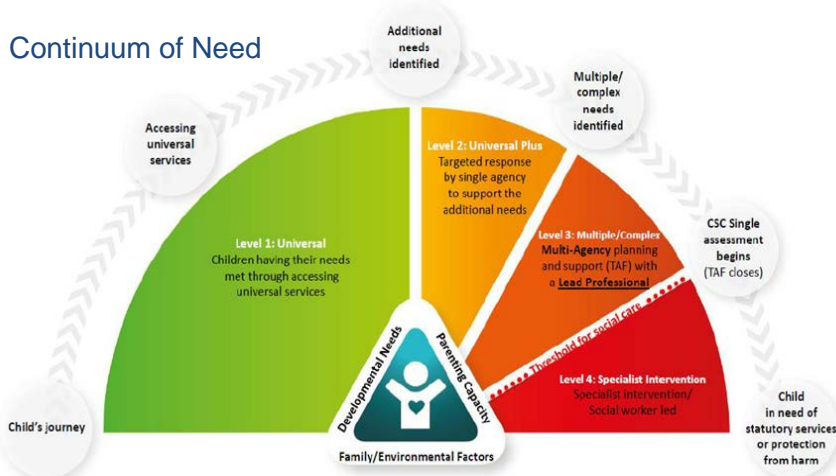 Continuum of Need
Additional
needs
identified
Multiple/
complex
needs
identified
Accessing
universal
services
Level 2: Universal Plus
Targeted response
by single agency
to support the
additional needs
Level 1: Universal
Children having their needs
met through accessing
universal services
Level 3: Multiple/Complex
Multi-Agency planning
and support (TAF) with
a Lead Professional
CSC Single
assessment
begins
(TAF closes)
Threshold for social care
Level 4: Specialist Intervention
Specialist intervention/
Social worker led
Developmental Needs
Parenting Capacity
Family/Environmental Factors
Child's journey
Child
in need of
statutory services
or protection
from harm